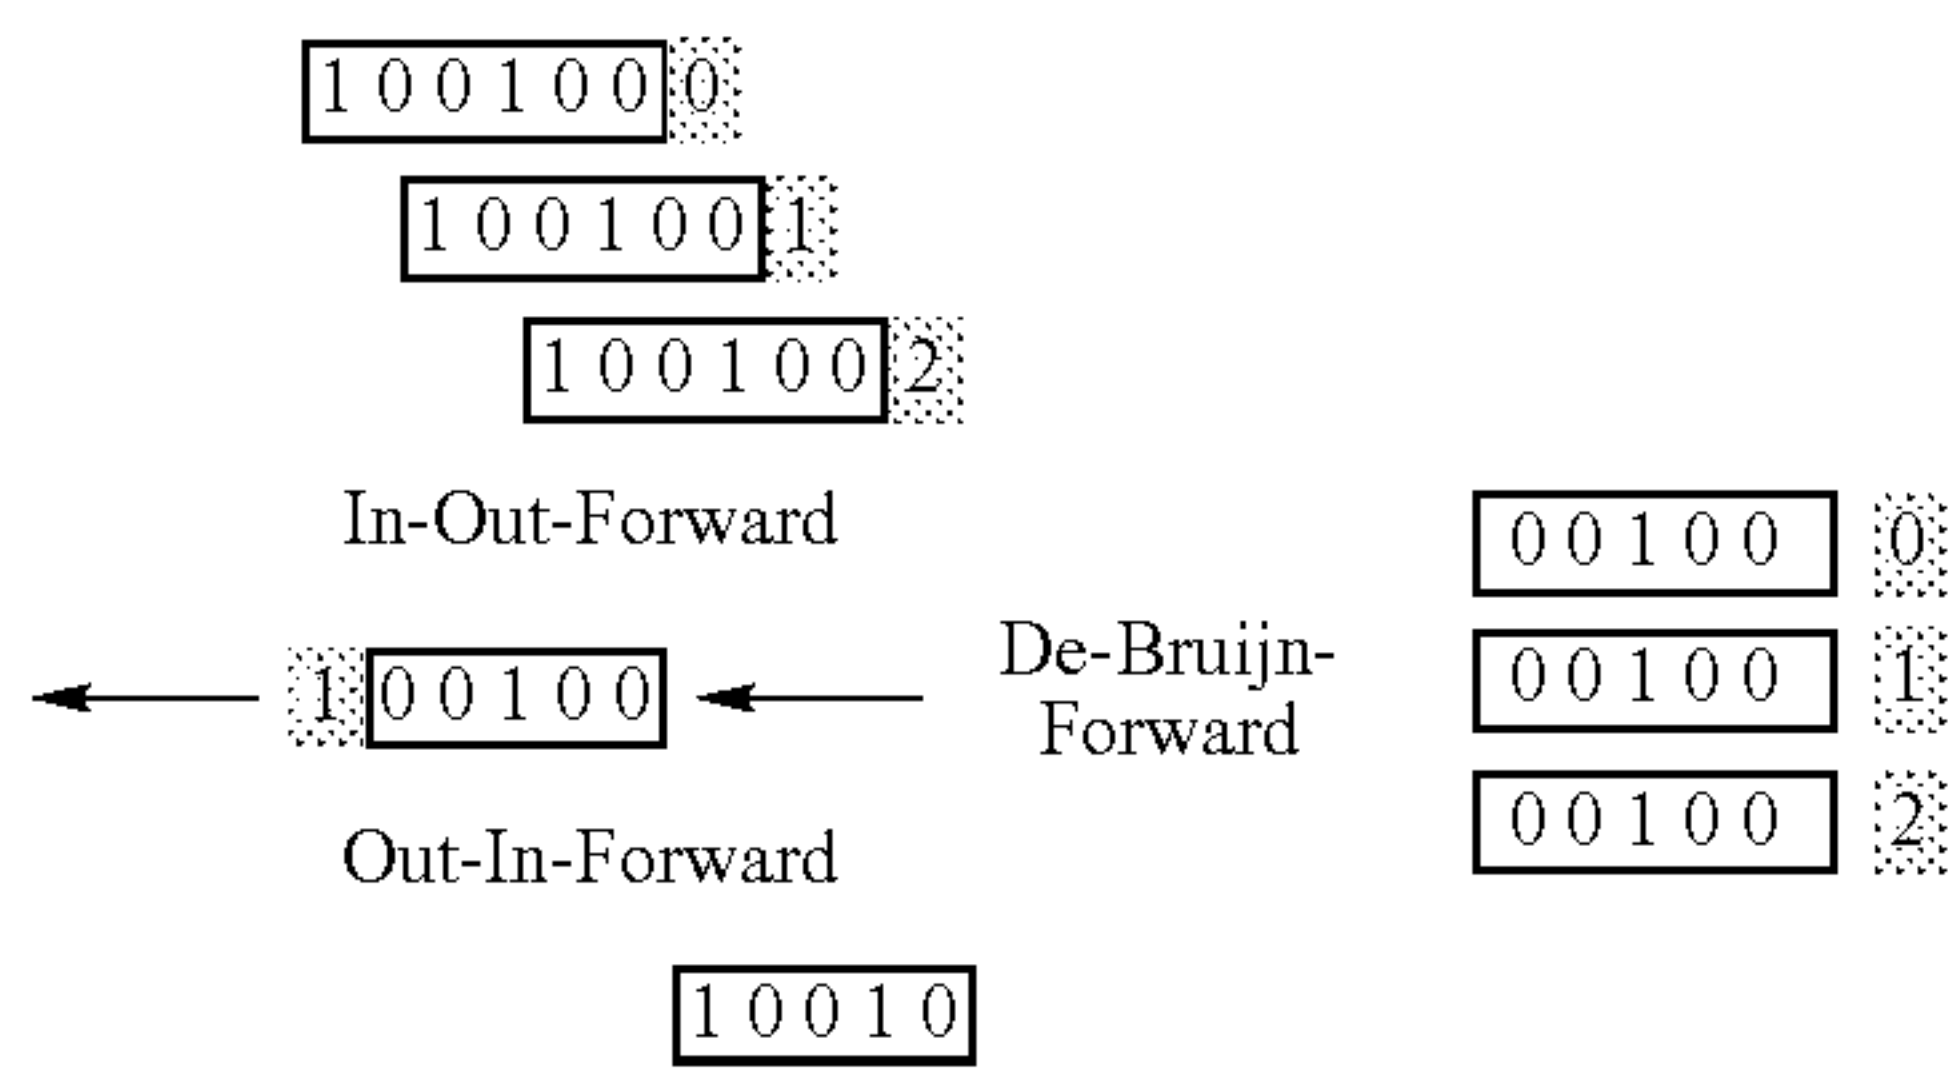 1 0 0 1 0 0 0
1 0 0 1 0 0 1
1 0 0 1 0 0 2
In-Out-Forward
0 0 1 0 0 0
De-Bruijn-
Forward
1 0 0 1 0 0
0 0 1 0 0 1
0 0 1 0 0 2
Out-In-Forward
1 0 0 1 0